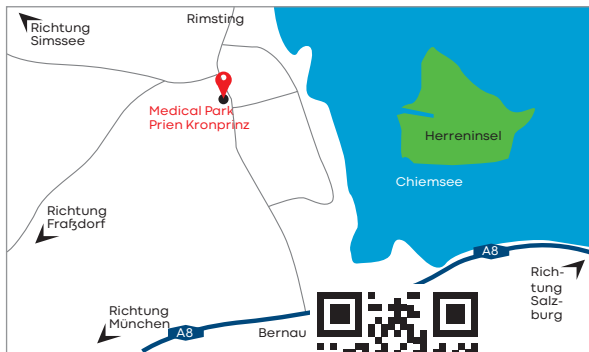 Richtung
Simssee
Rimsting
Medical Park
Prien Kronprinz
Herreninsel
Chiemsee
Richtung
Fraßdorf
A8
Rich-
tung
Salz-
burg
Richtung
München
A8
Bernau